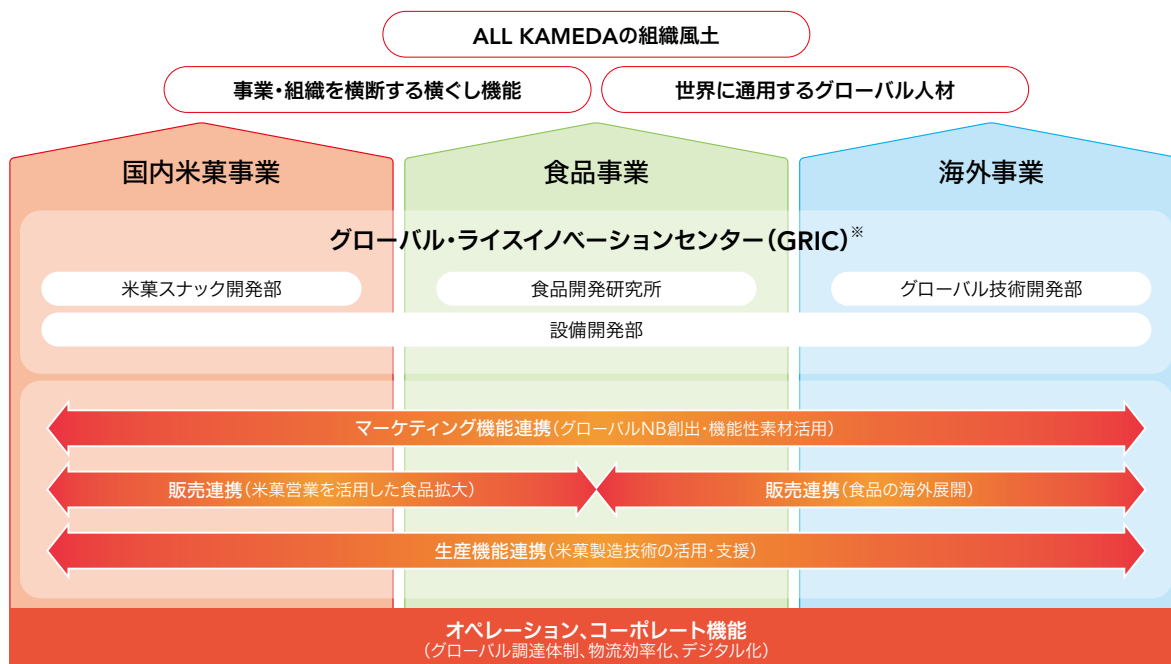 ALL KAMEDAの組織風土
事業・組織を横断する横ぐし機能
世界に通用するグローバル人材
国内米菓事業
食品事業
海外事業
グローバル・ライスイノベーションセンター(GRIC)※
米菓スナック開発部
食品開発研究所
グローバル技術開発部
設備開発部
マーケティング機能連携(グローバルNB創出・機能性素材活用)
販売連携(米菓営業を活用した食品拡大)
販売連携(食品の海外展開)
生産機能連携(米菓製造技術の活用・支援)
オペレーション、コーポレート機能
(グローバル調達体制、物流効率化、デジタル化)